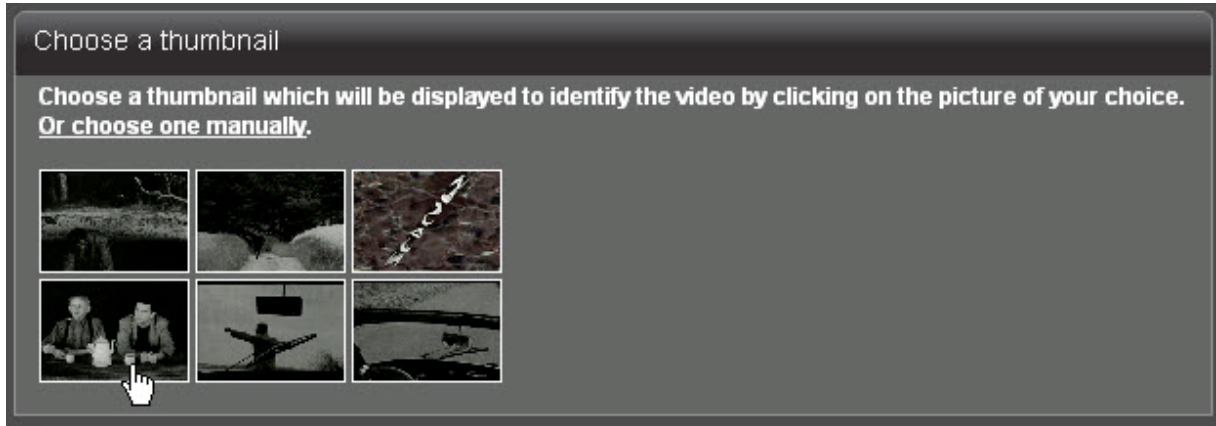 Choose a thumbnail
Choose a thumbnail which will be displayed to identify the video by clicking on the picture of your choice.
Or choose one manually.